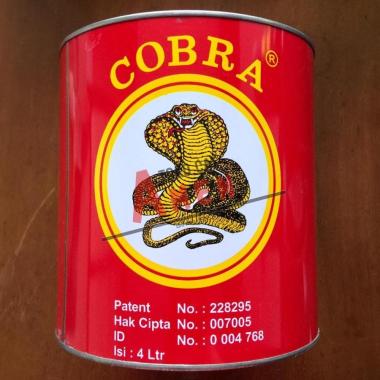 COBRA®
Patent No. : 228295
Hak Cipta No. : 007005
ID No. : 0 004 768
Isi : 4 Ltr